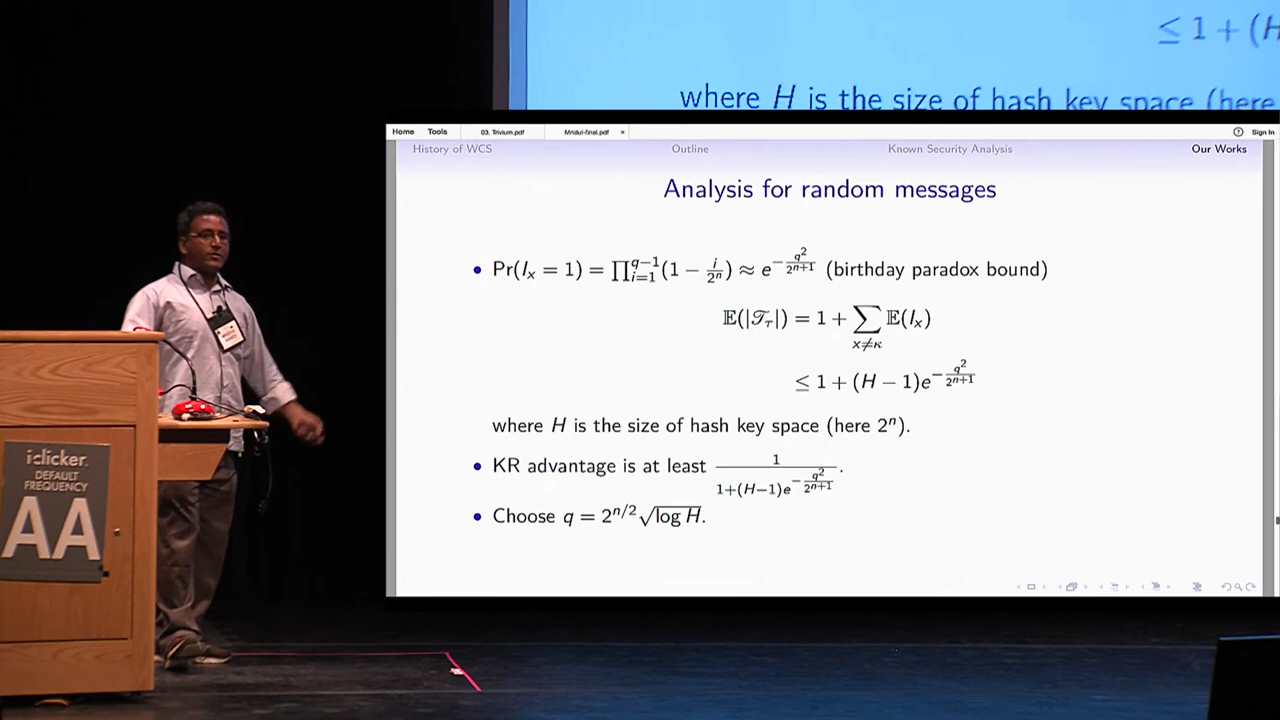 ≤ 1 + (H
where H is the size of hash key space (here
Home Tools 03. Trivium.pdf Mridul-final.pdf × ? Sign In
History of WCS Outline Known Security Analysis Our Works
Analysis for random messages
• Pr(I_x = 1) = ∏_{i=1}^{q−1}(1 − i/2^n) ≈ e^{−q²/2^{n+1}} (birthday paradox bound)
𝔼(|𝒯_τ|) = 1 + ∑_{x≠κ} 𝔼(I_x)
≤ 1 + (H − 1)e^{−q²/2^{n+1}}
where H is the size of hash key space (here 2^n).
• KR advantage is at least 1/(1+(H−1)e^{−q²/2^{n+1}}).
• Choose q = 2^{n/2}√log H.
i>clicker.
DEFAULT
FREQUENCY
AA